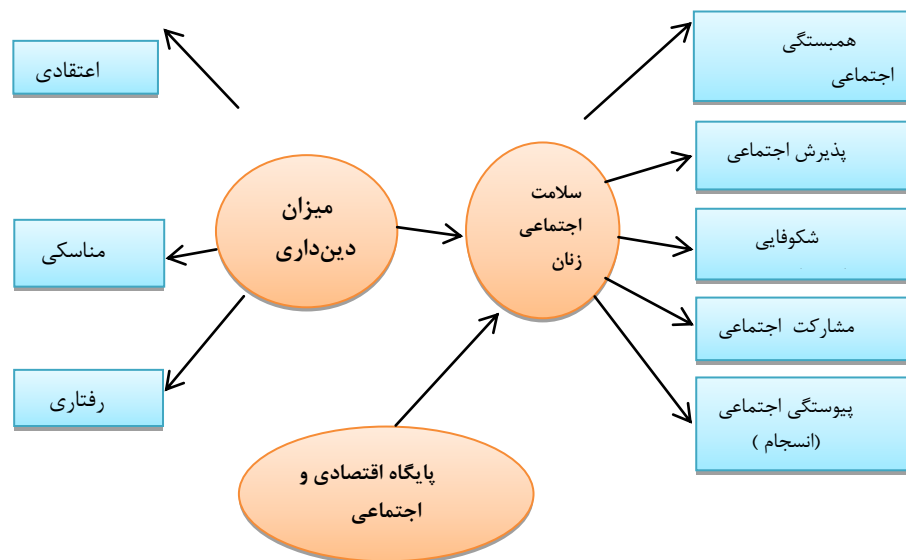 همبستگی
اجتماعی
اعتقادی
پذیرش اجتماعی
سلامت
اجتماعی
زنان
میزان
دین‌داری
شکوفایی
مناسکی
مشارکت اجتماعی
رفتاری
پیوستگی اجتماعی
(انسجام )
پایگاه اقتصادی و
اجتماعی